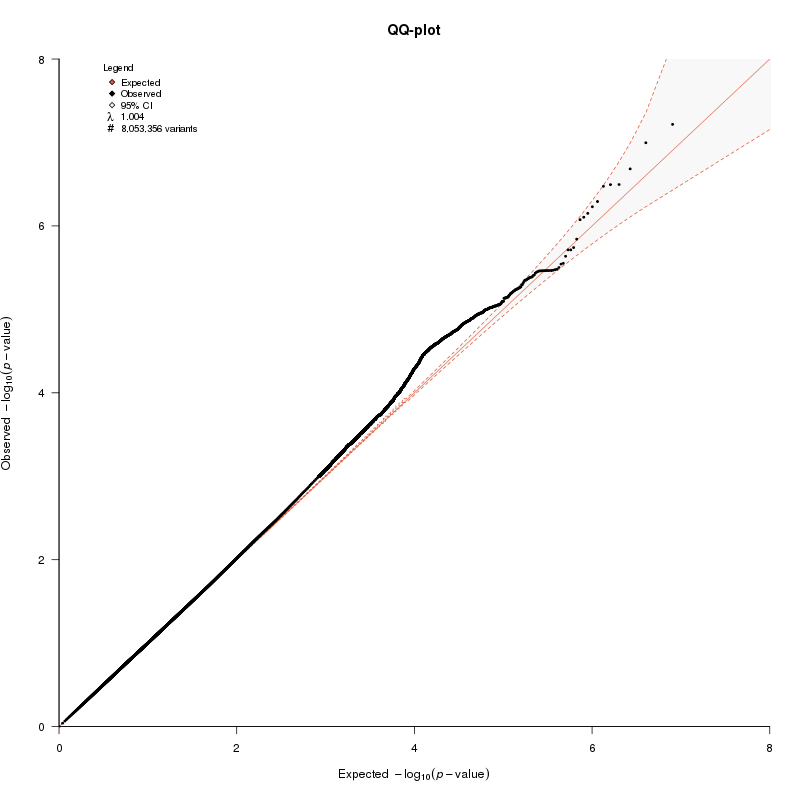 QQ-plot
Legend
Expected
Observed
95% CI
λ 1.004
# 8,053,356 variants
8
6
4
2
0
Observed −log10(p−value)
0 2 4 6 8
Expected −log10(p−value)